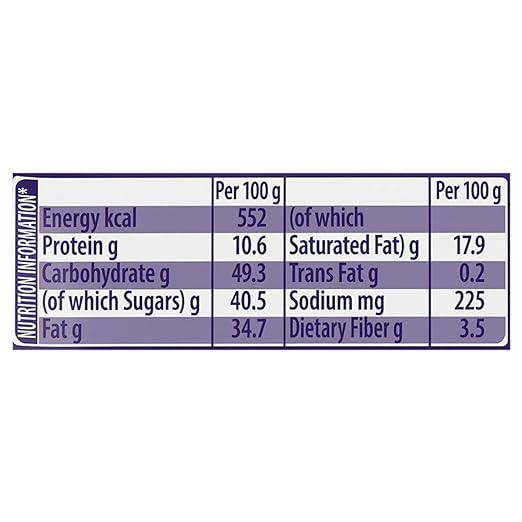 NUTRITION INFORMATION*
Per 100 g
Energy kcal 552
Protein g 10.6
Carbohydrate g 49.3
(of which Sugars) g 40.5
Fat g 34.7
Per 100 g
(of which
Saturated Fat) g 17.9
Trans Fat g 0.2
Sodium mg 225
Dietary Fiber g 3.5